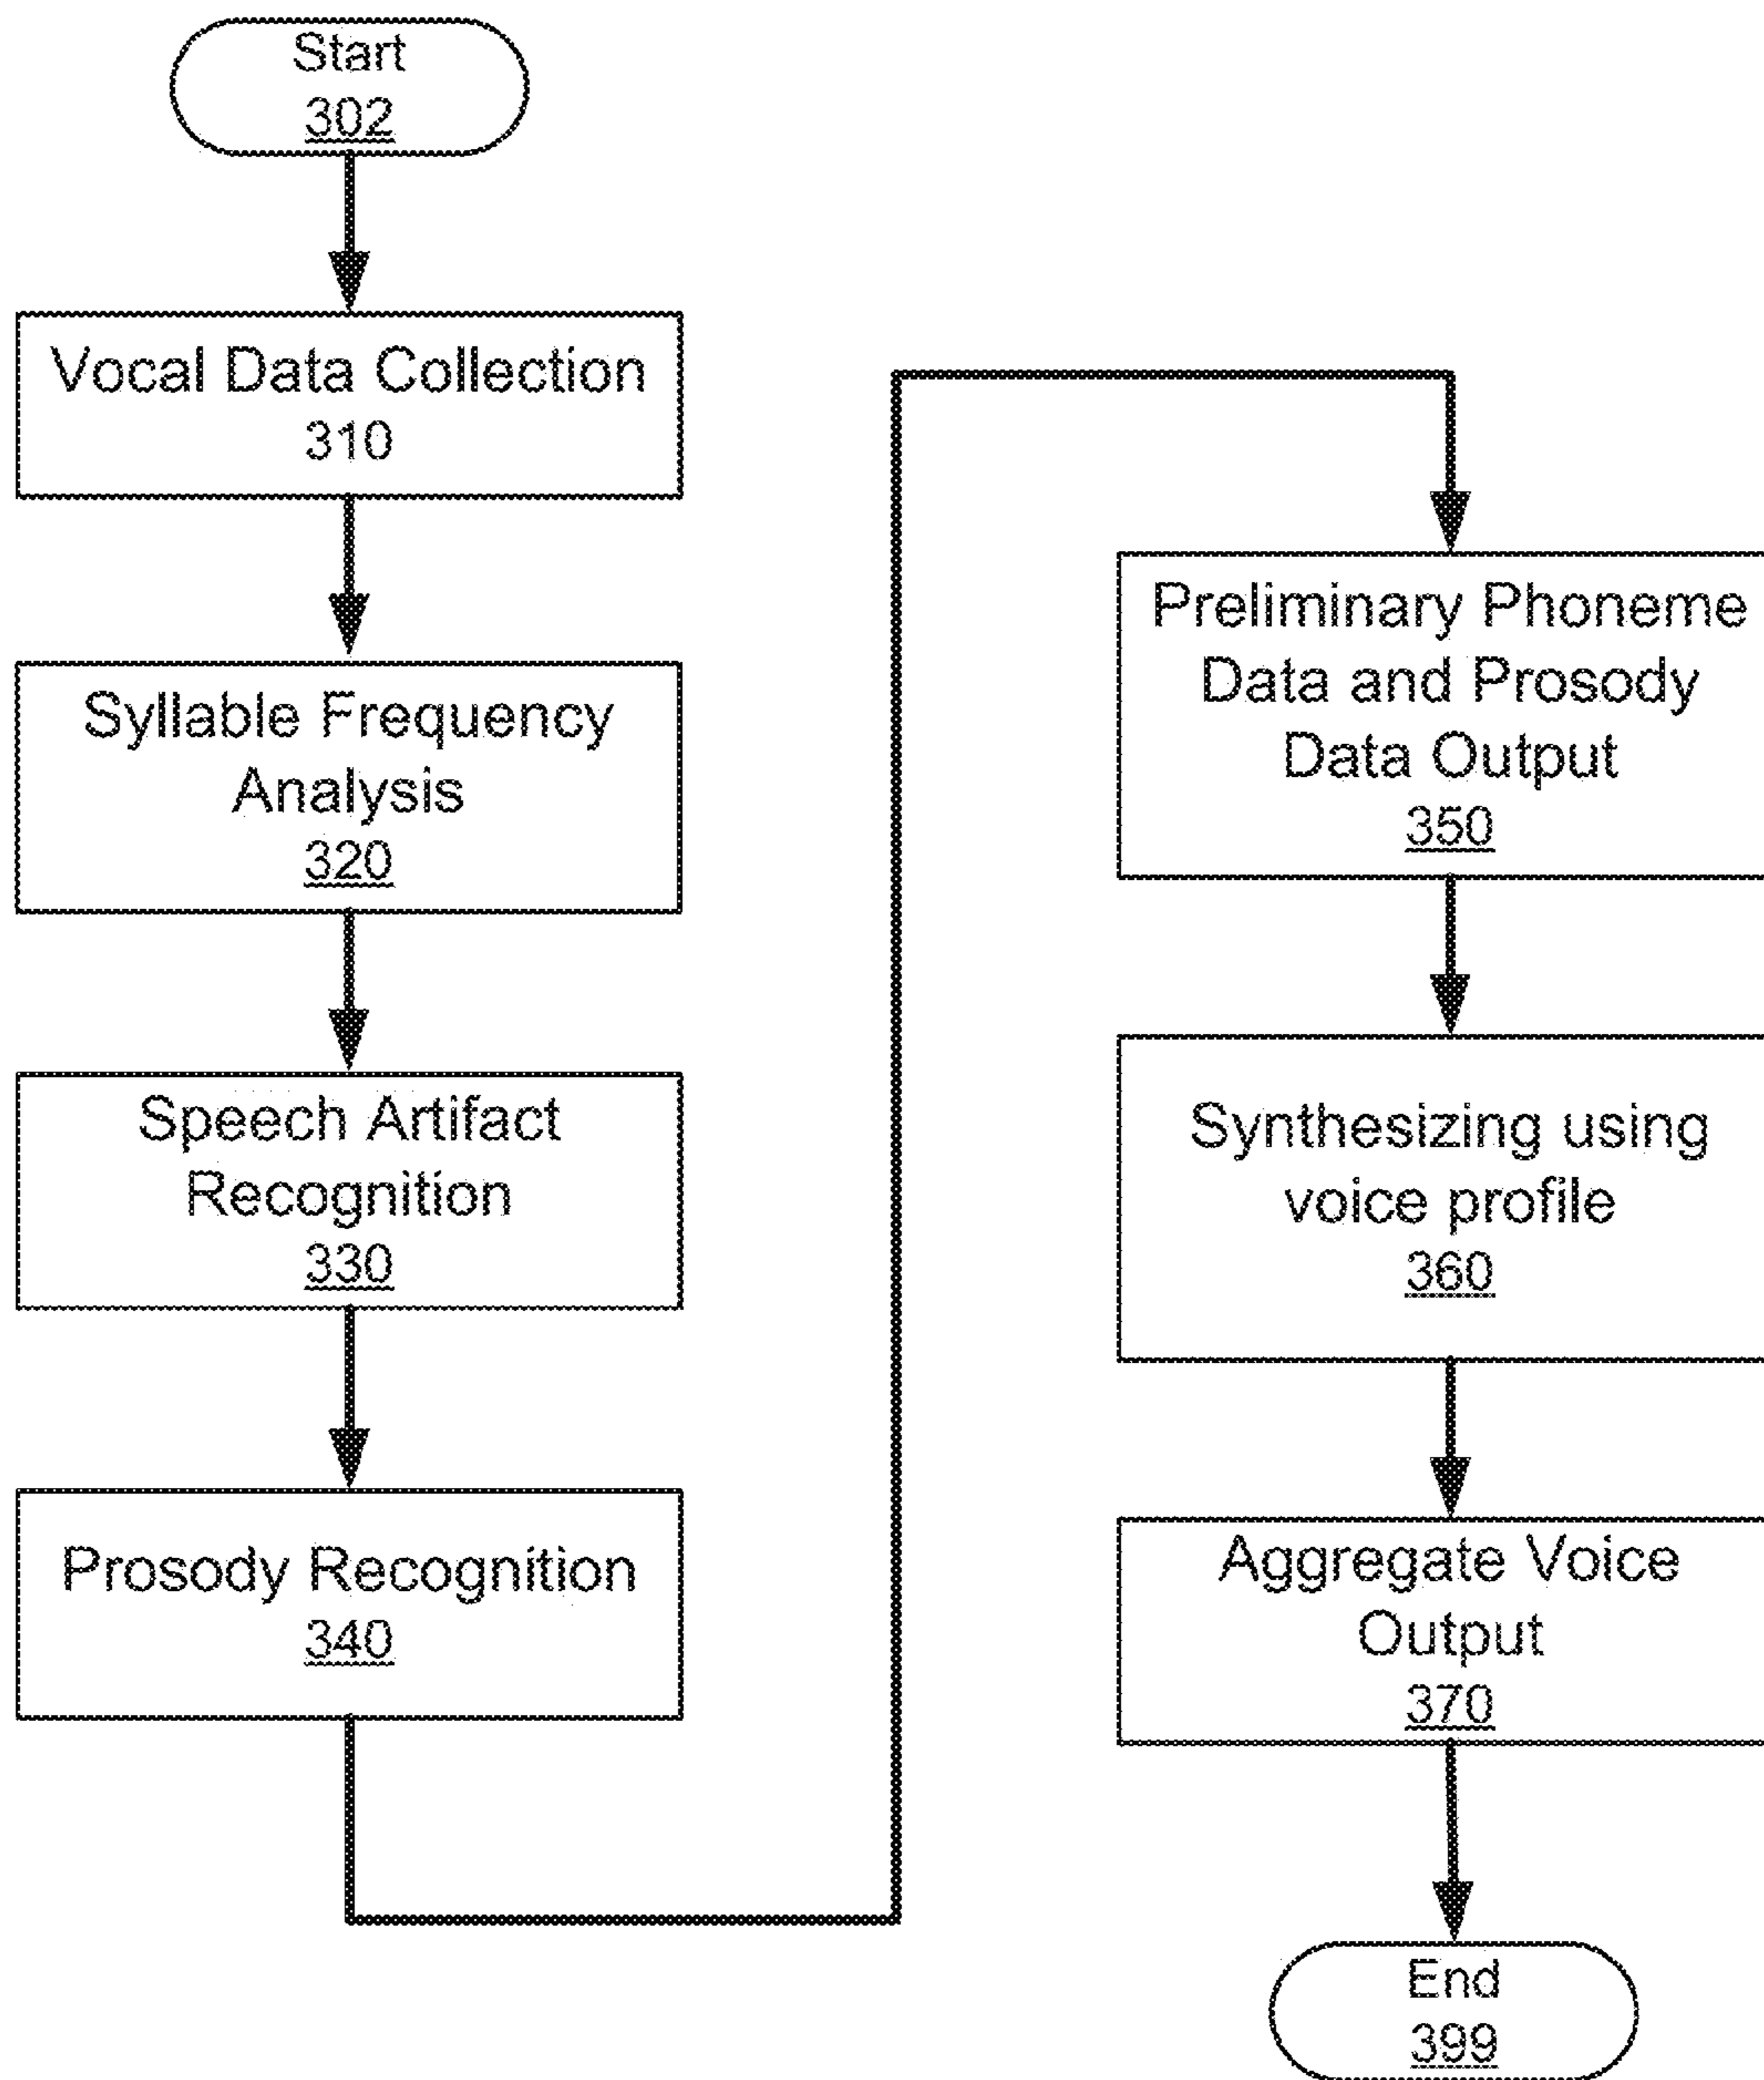 Start
302
Vocal Data Collection
310
Syllable Frequency
Analysis
320
Speech Artifact
Recognition
330
Prosody Recognition
340
Preliminary Phoneme
Data and Prosody
Data Output
350
Synthesizing using
voice profile
360
Aggregate Voice
Output
370
End
399